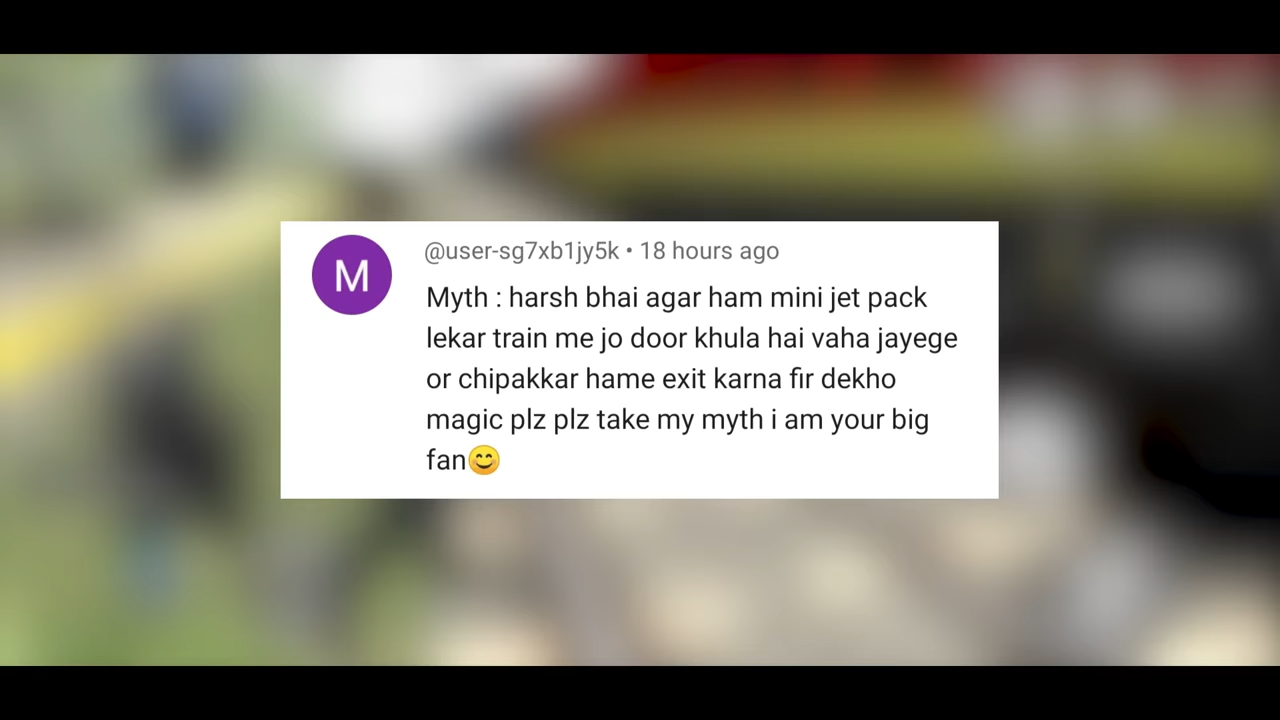 M
@user-sg7xb1jy5k • 18 hours ago
Myth : harsh bhai agar ham mini jet pack
lekar train me jo door khula hai vaha jayege
or chipakkar hame exit karna fir dekho
magic plz plz take my myth i am your big
fan😊